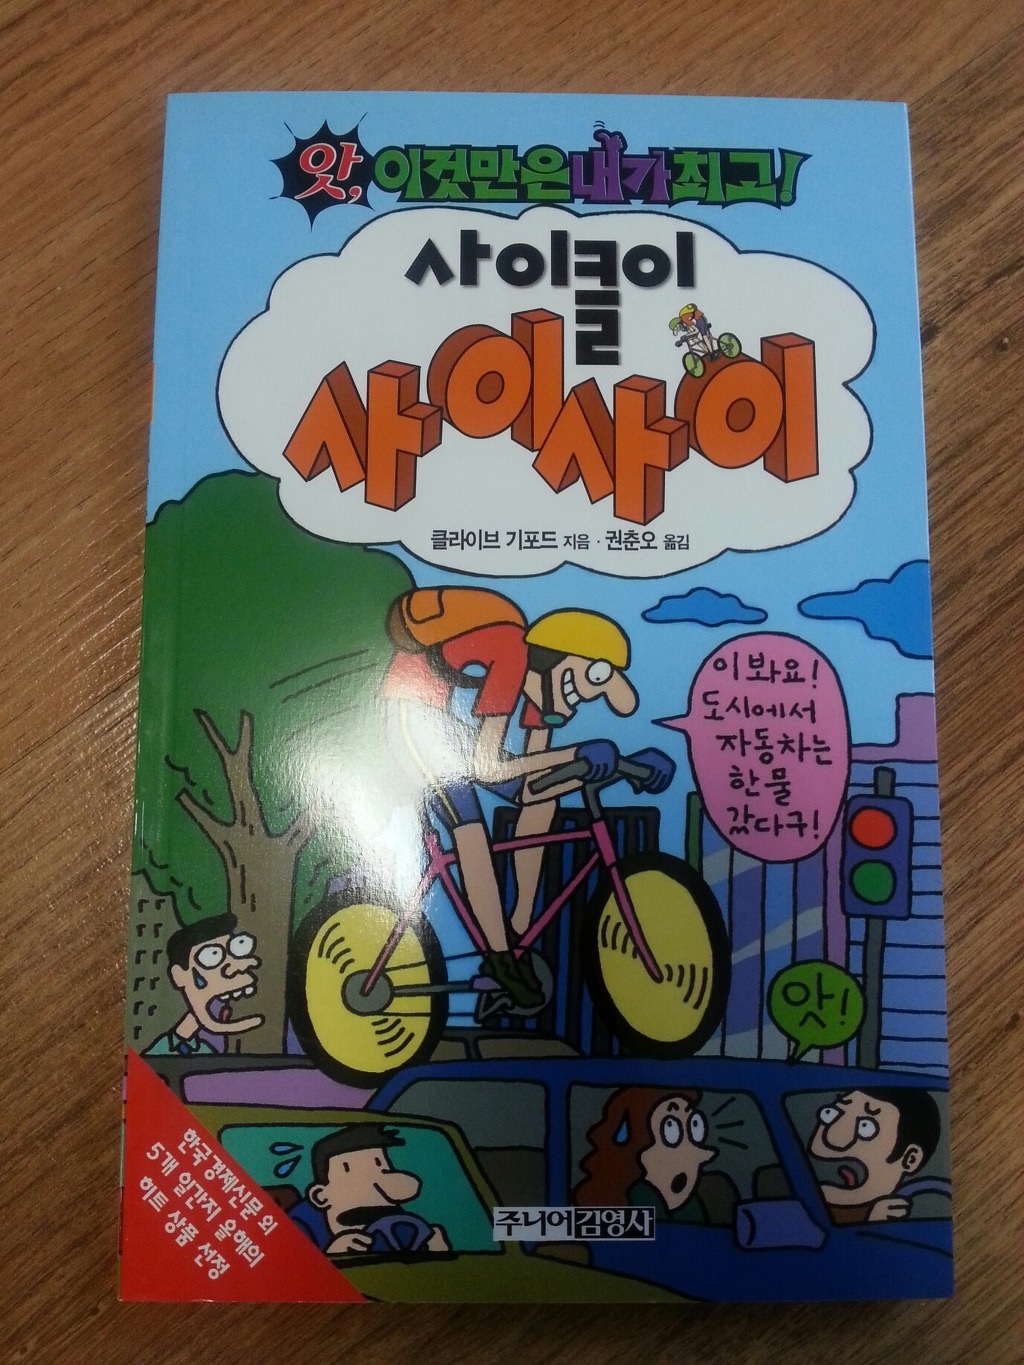 앗, 이것만은 내가 최고!
사이클이
사이사이
클라이브 기포드 지음 · 권춘오 옮김
이 봐요!
도시에서
자동차는
한물
갔다구!
앗!
한국경제신문 외
5개 일간지 올해의
히트 상품 선정
주니어김영사